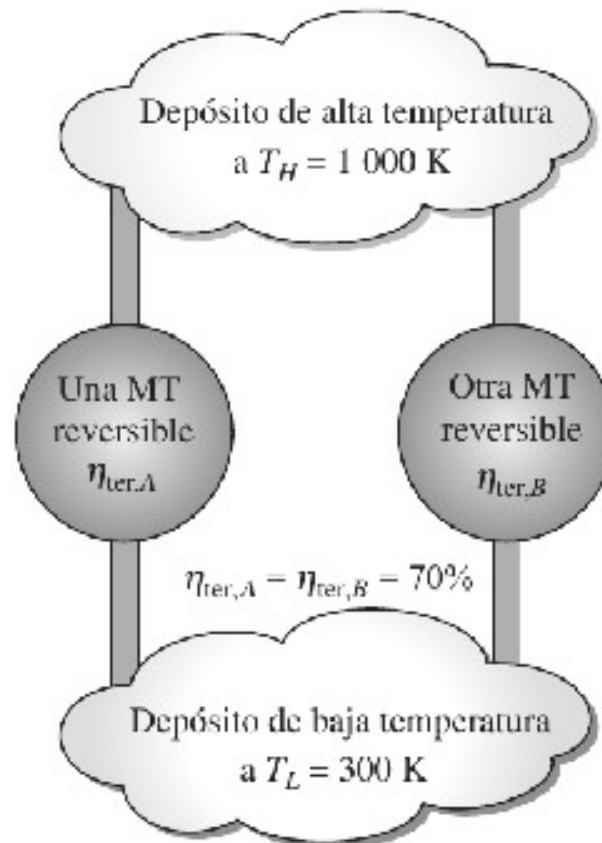 Depósito de alta temperatura
a T_H = 1 000 K
Una MT
reversible
η_ter,A
Otra MT
reversible
η_ter,B
η_ter,A = η_ter,B = 70%
Depósito de baja temperatura
a T_L = 300 K